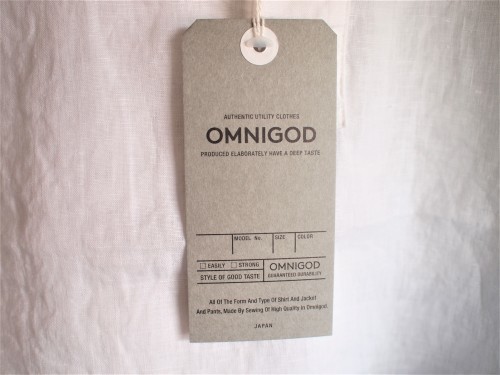 AUTHENTIC UTILITY CLOTHES
OMNIGOD
PRODUCED ELABORATELY HAVE A DEEP TASTE
MODEL No. SIZE COLOR
EASILY STRONG OMNIGOD
STYLE OF GOOD TASTE GUARANTEED DURABILITY
All Of The Form And Type Of Shirt And Jacket
And Pants, Made By Sewing Of High Quality In Omnigod.
JAPAN